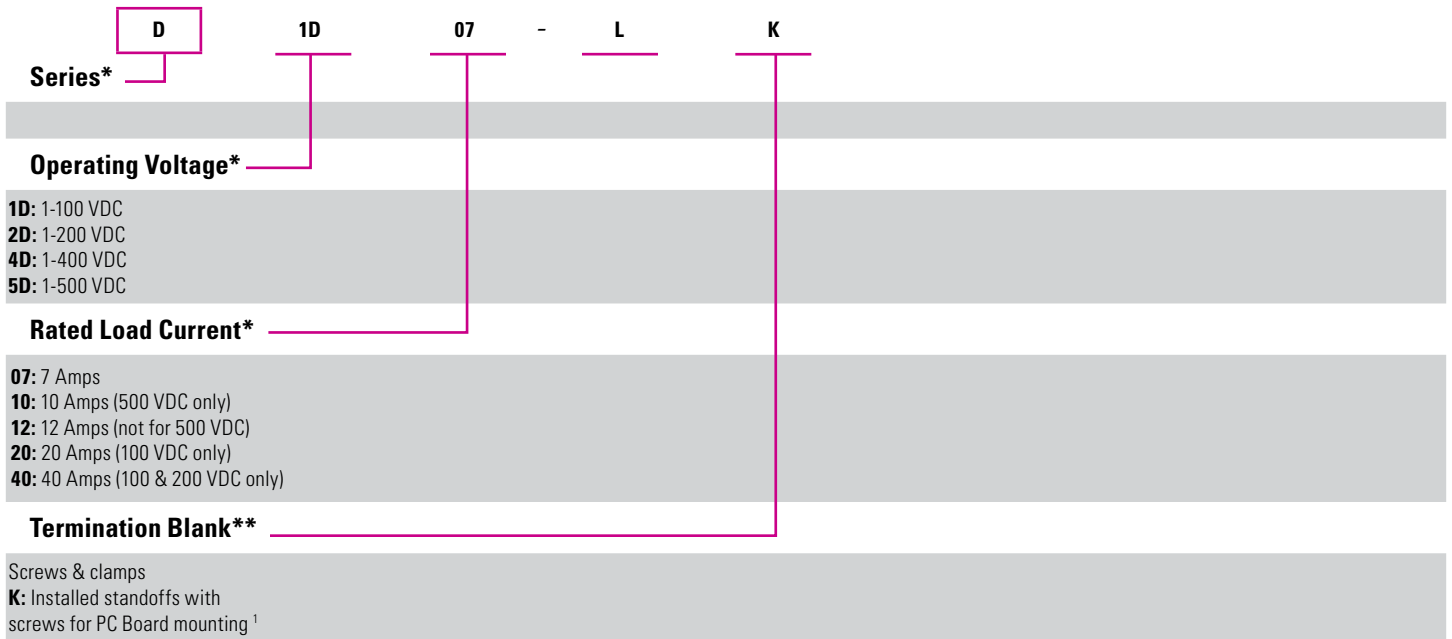 D 1D 07 - L K
Series*
Operating Voltage*
1D: 1-100 VDC
2D: 1-200 VDC
4D: 1-400 VDC
5D: 1-500 VDC
Rated Load Current*
07: 7 Amps
10: 10 Amps (500 VDC only)
12: 12 Amps (not for 500 VDC)
20: 20 Amps (100 VDC only)
40: 40 Amps (100 & 200 VDC only)
Termination Blank**
Screws & clamps
K: Installed standoffs with
screws for PC Board mounting 1